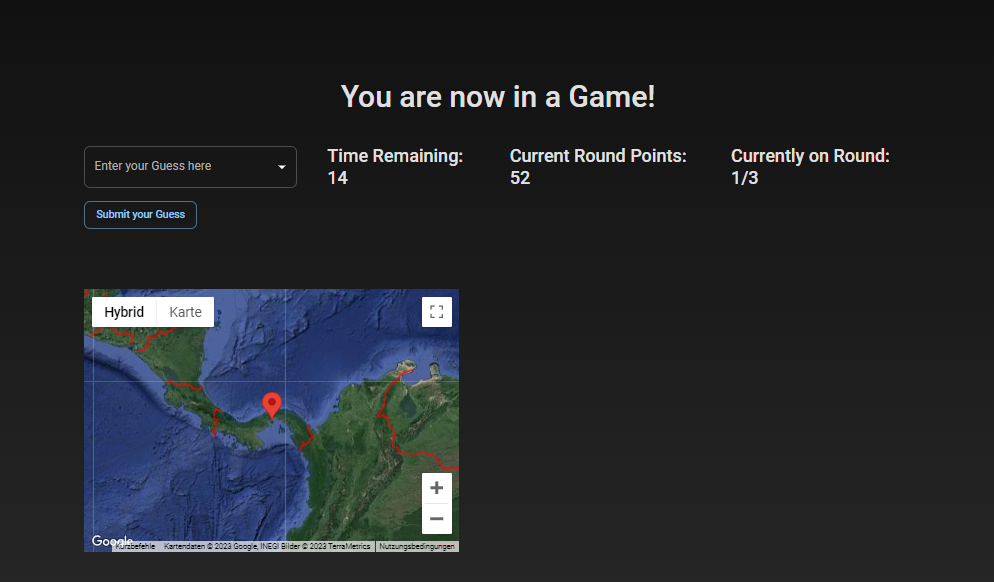 You are now in a Game!
Enter your Guess here
Time Remaining:
14
Current Round Points:
52
Currently on Round:
1/3
Submit your Guess
Hybrid
Karte
Google
Kurzbefehle
Kartendaten © 2023 Google, INEGI Bilder © 2023 TerraMetrics
Nutzungsbedingungen